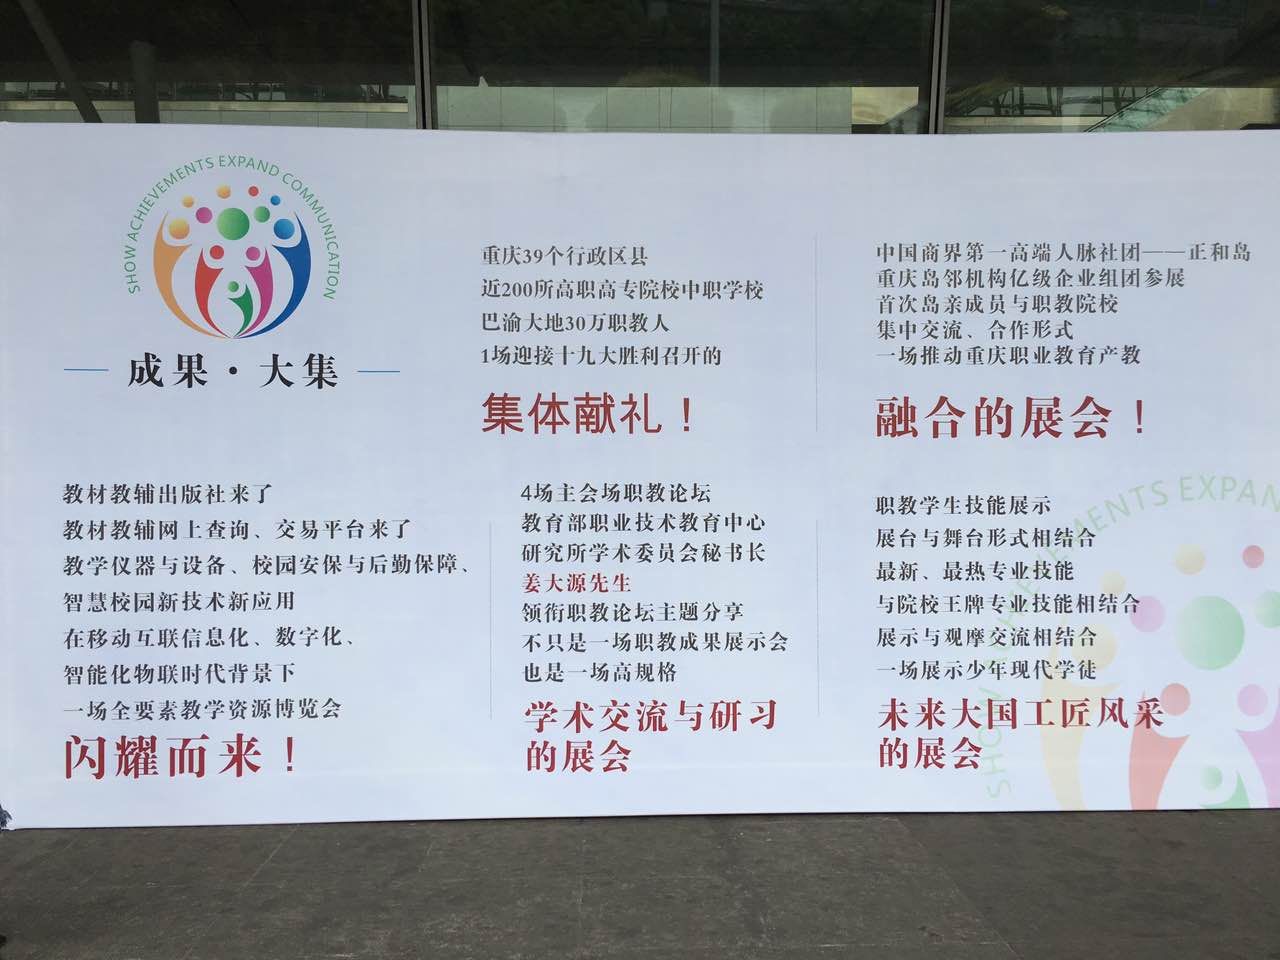 SHOW ACHIEVEMENTS EXPAND COMMUNICATION
成果·大集
重庆39个行政区县
近200所高职高专院校中职学校
巴渝大地30万职教人
1场迎接十九大胜利召开的
集体献礼！
中国商界第一高端人脉社团——正和岛
重庆岛邻机构亿级企业组团参展
首次岛亲成员与职教院校
集中交流、合作形式
一场推动重庆职业教育产教
融合的展会！
教材教辅出版社来了
教材教辅网上查询、交易平台来了
教学仪器与设备、校园安保与后勤保障、
智慧校园新技术新应用
在移动互联信息化、数字化、
智能化物联时代背景下
一场全要素教学资源博览会
闪耀而来！
4场主会场职教论坛
教育部职业技术教育中心
研究所学术委员会秘书长
姜大源先生
领衔职教论坛主题分享
不只是一场职教成果展示会
也是一场高规格
学术交流与研习
的展会
职教学生技能展示
展台与舞台形式相结合
最新、最热专业技能
与院校王牌专业技能相结合
展示与观摩交流相结合
一场展示少年现代学徒
未来大国工匠风采
的展会
SHOW ACHIEVEMENTS EXPAN